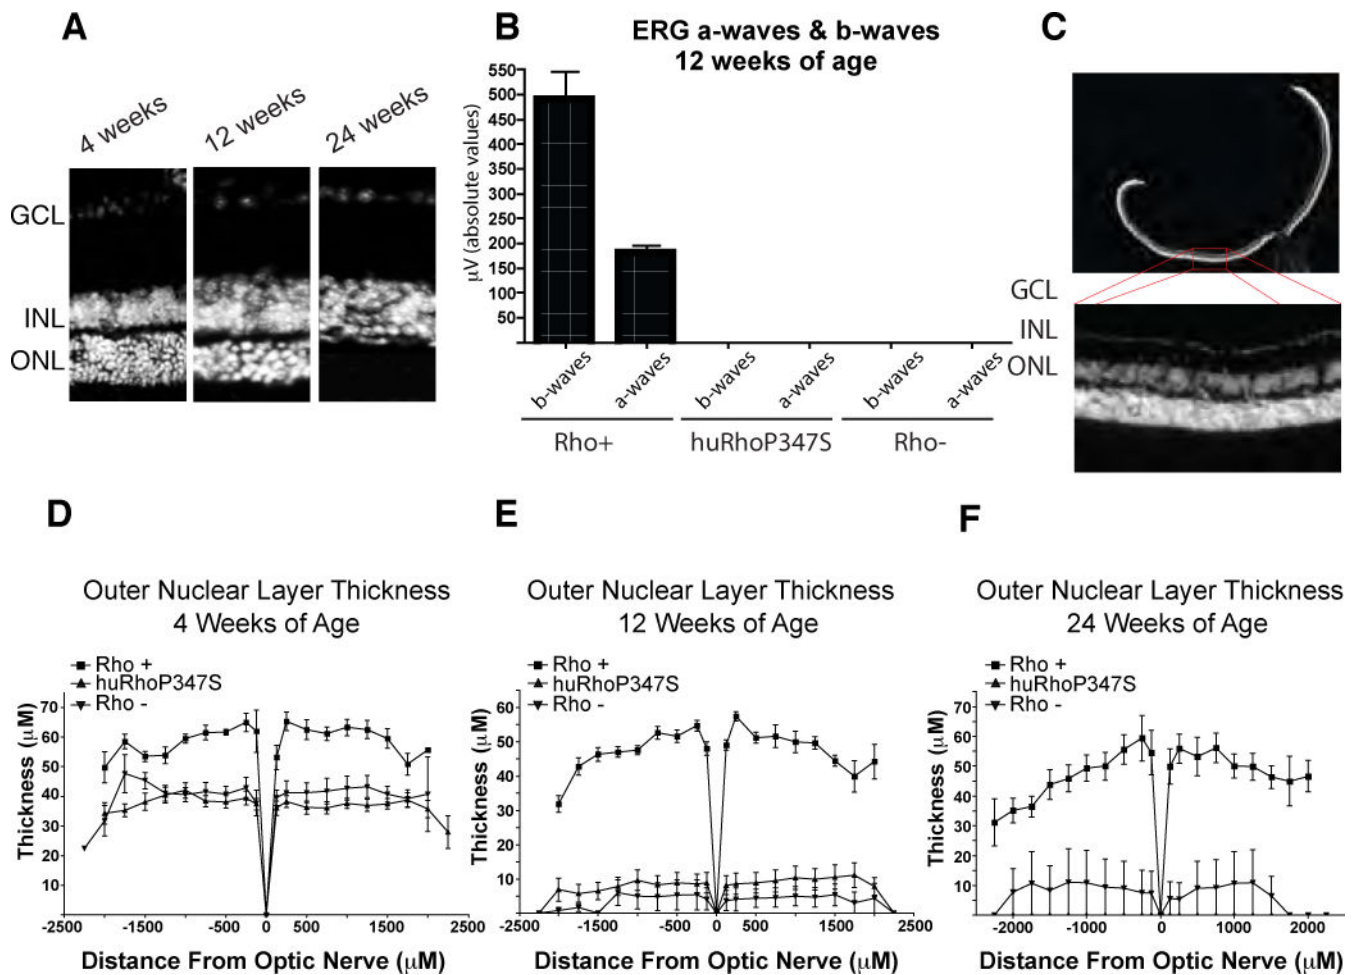 A
4 weeks
12 weeks
24 weeks
GCL
INL
ONL
B
ERG a-waves & b-waves
12 weeks of age
μV (absolute values)
550
500
450
400
350
300
250
200
150
100
50
b-waves
a-waves
b-waves
a-waves
b-waves
a-waves
Rho+
huRhoP347S
Rho-
C
GCL
INL
ONL
D
Outer Nuclear Layer Thickness
4 Weeks of Age
Rho +
huRhoP347S
Rho -
Thickness (μM)
70
60
50
40
30
20
10
-2500 -1500 -500 0 500 1500 2500
Distance From Optic Nerve (μM)
E
Outer Nuclear Layer Thickness
12 Weeks of Age
Rho +
huRhoP347S
Rho -
Thickness (μM)
60
50
40
30
20
10
-2500 -1500 -500 0 500 1500 2500
Distance From Optic Nerve (μM)
F
Outer Nuclear Layer Thickness
24 Weeks of Age
Rho +
huRhoP347S
Rho -
Thickness (μM)
70
60
50
40
30
20
10
-2000 -1000 0 1000 2000
Distance From Optic Nerve (μM)